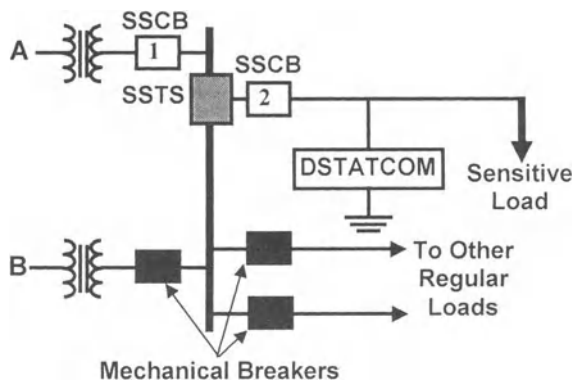 SSCB
A
1
SSCB
SSTS
2
DSTATCOM
Sensitive
Load
B
To Other
Regular
Loads
Mechanical Breakers